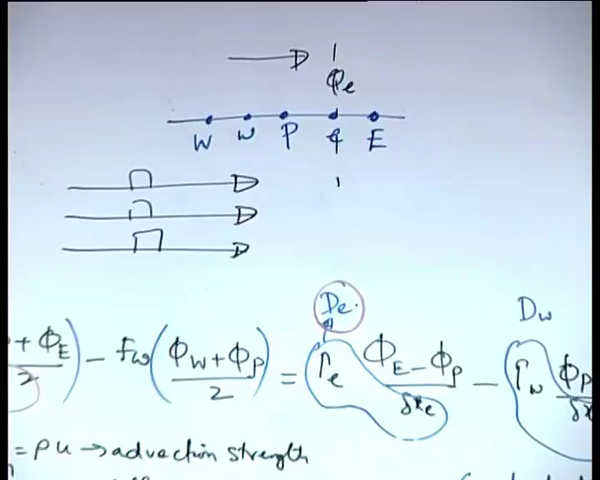 Φe
W w P e E
De. Dw
+ ΦE / 2) − Fw (ΦW + ΦP / 2) = Γe ΦE − ΦP / δxe − Γw ΦP / δx
= ρu → advection strength